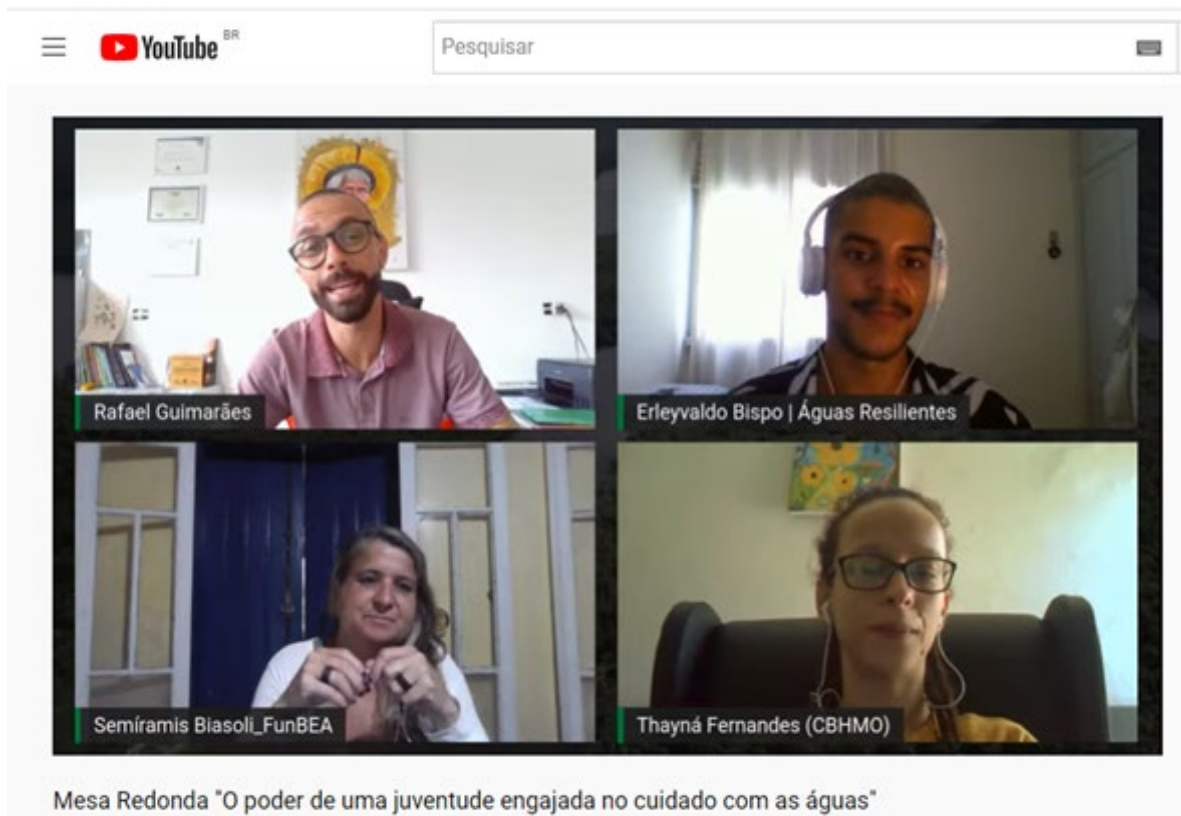 YouTube BR
Pesquisar
Rafael Guimarães
Erleyvaldo Bispo | Águas Resilientes
Semíramis Biasoli_FunBEA
Thayná Fernandes (CBHMO)
Mesa Redonda "O poder de uma juventude engajada no cuidado com as águas"